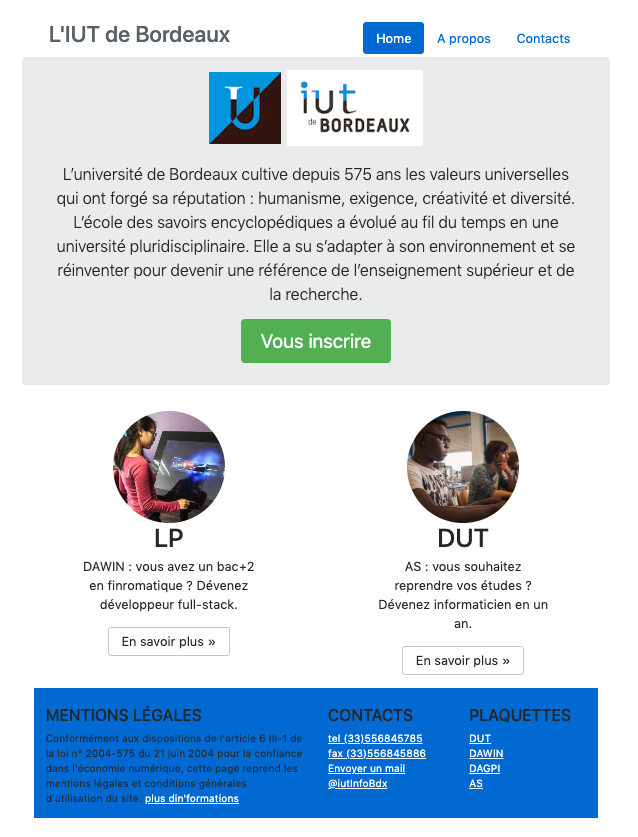 L'IUT de Bordeaux
Home A propos Contacts
U iut
de BORDEAUX
L’université de Bordeaux cultive depuis 575 ans les valeurs universelles
qui ont forgé sa réputation : humanisme, exigence, créativité et diversité.
L’école des savoirs encyclopédiques a évolué au fil du temps en une
université pluridisciplinaire. Elle a su s’adapter à son environnement et se
réinventer pour devenir une référence de l’enseignement supérieur et de
la recherche.
Vous inscrire
LP
DAWIN : vous avez un bac+2
en finromatique ? Dévenez
développeur full-stack.
En savoir plus »
DUT
AS : vous souhaitez
reprendre vos études ?
Dévenez informaticien en un
an.
En savoir plus »
MENTIONS LÉGALES
Conformément aux dispositions de l'article 6 III-1 de
la loi n° 2004-575 du 21 juin 2004 pour la confiance
dans l'économie numérique, cette page reprend les
mentions légales et conditions générales
d'utilisation du site. plus din'formations
CONTACTS
tel (33)556845785
fax (33)556845886
Envoyer un mail
@iutInfoBdx
PLAQUETTES
DUT
DAWIN
DAGPI
AS